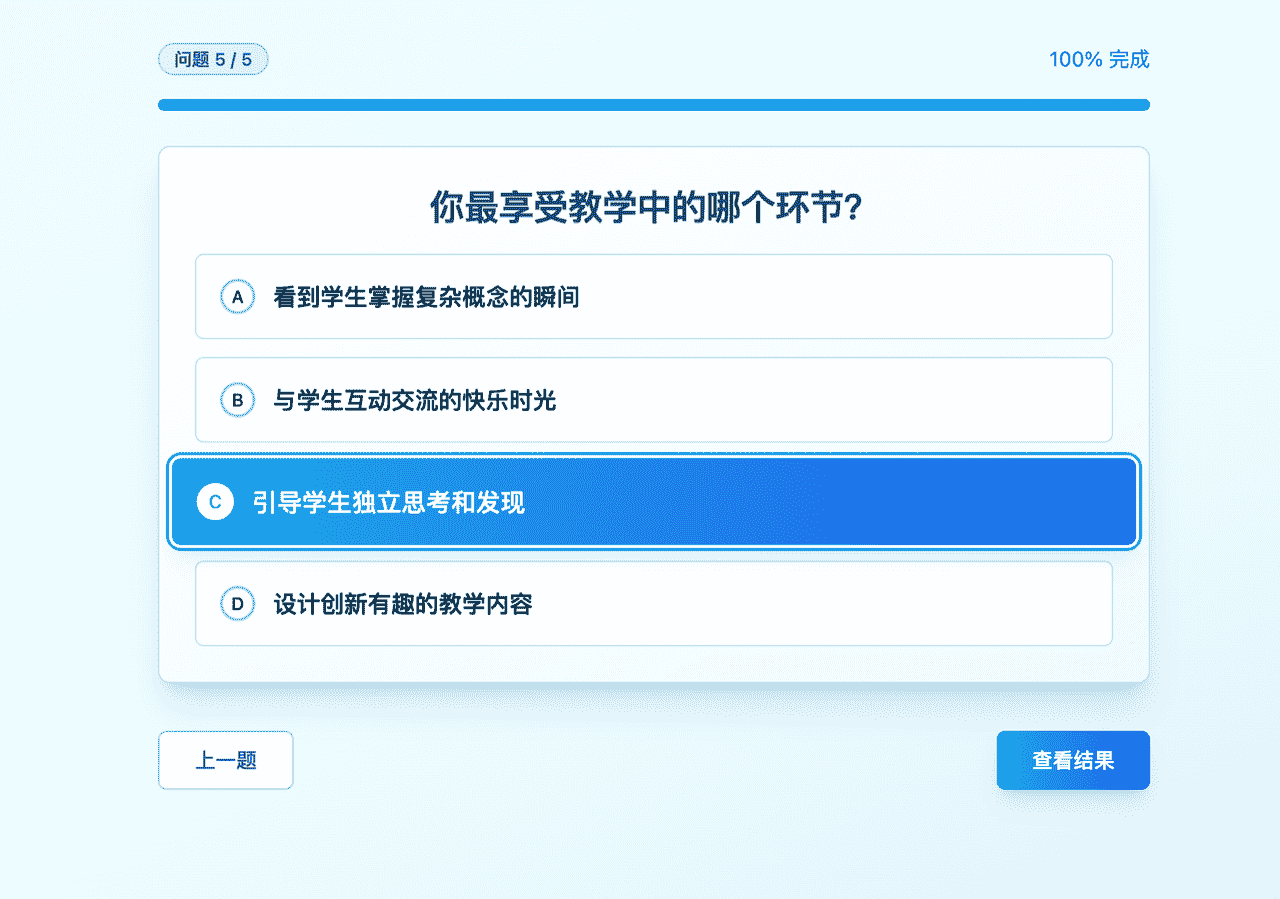 问题 5 / 5
100% 完成
你最享受教学中的哪个环节?
A 看到学生掌握复杂概念的瞬间
B 与学生互动交流的快乐时光
C 引导学生独立思考和发现
D 设计创新有趣的教学内容
上一题
查看结果